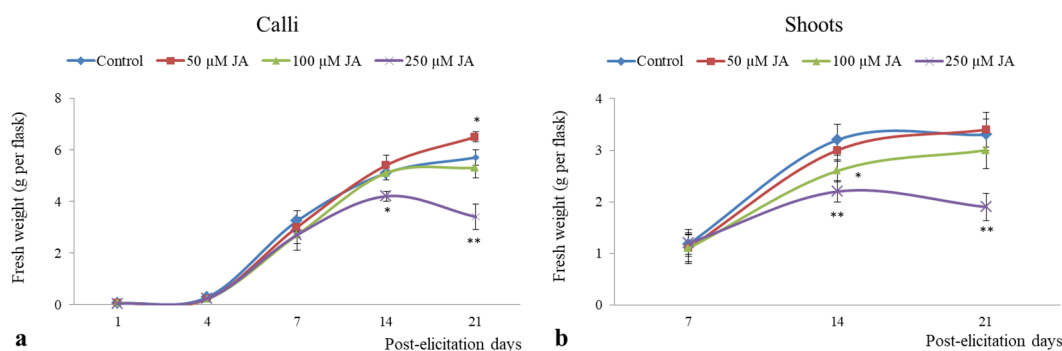 Calli
Control 50 µM JA 100 µM JA 250 µM JA
Fresh weight (g per flask)
8
6
4
2
0
*
*
**
1 4 7 14 21
Post-elicitation days
a
Shoots
Control 50 µM JA 100 µM JA 250 µM JA
Fresh weight (g per flask)
4
3
2
1
0
*
**
**
7 14 21
Post-elicitation days
b